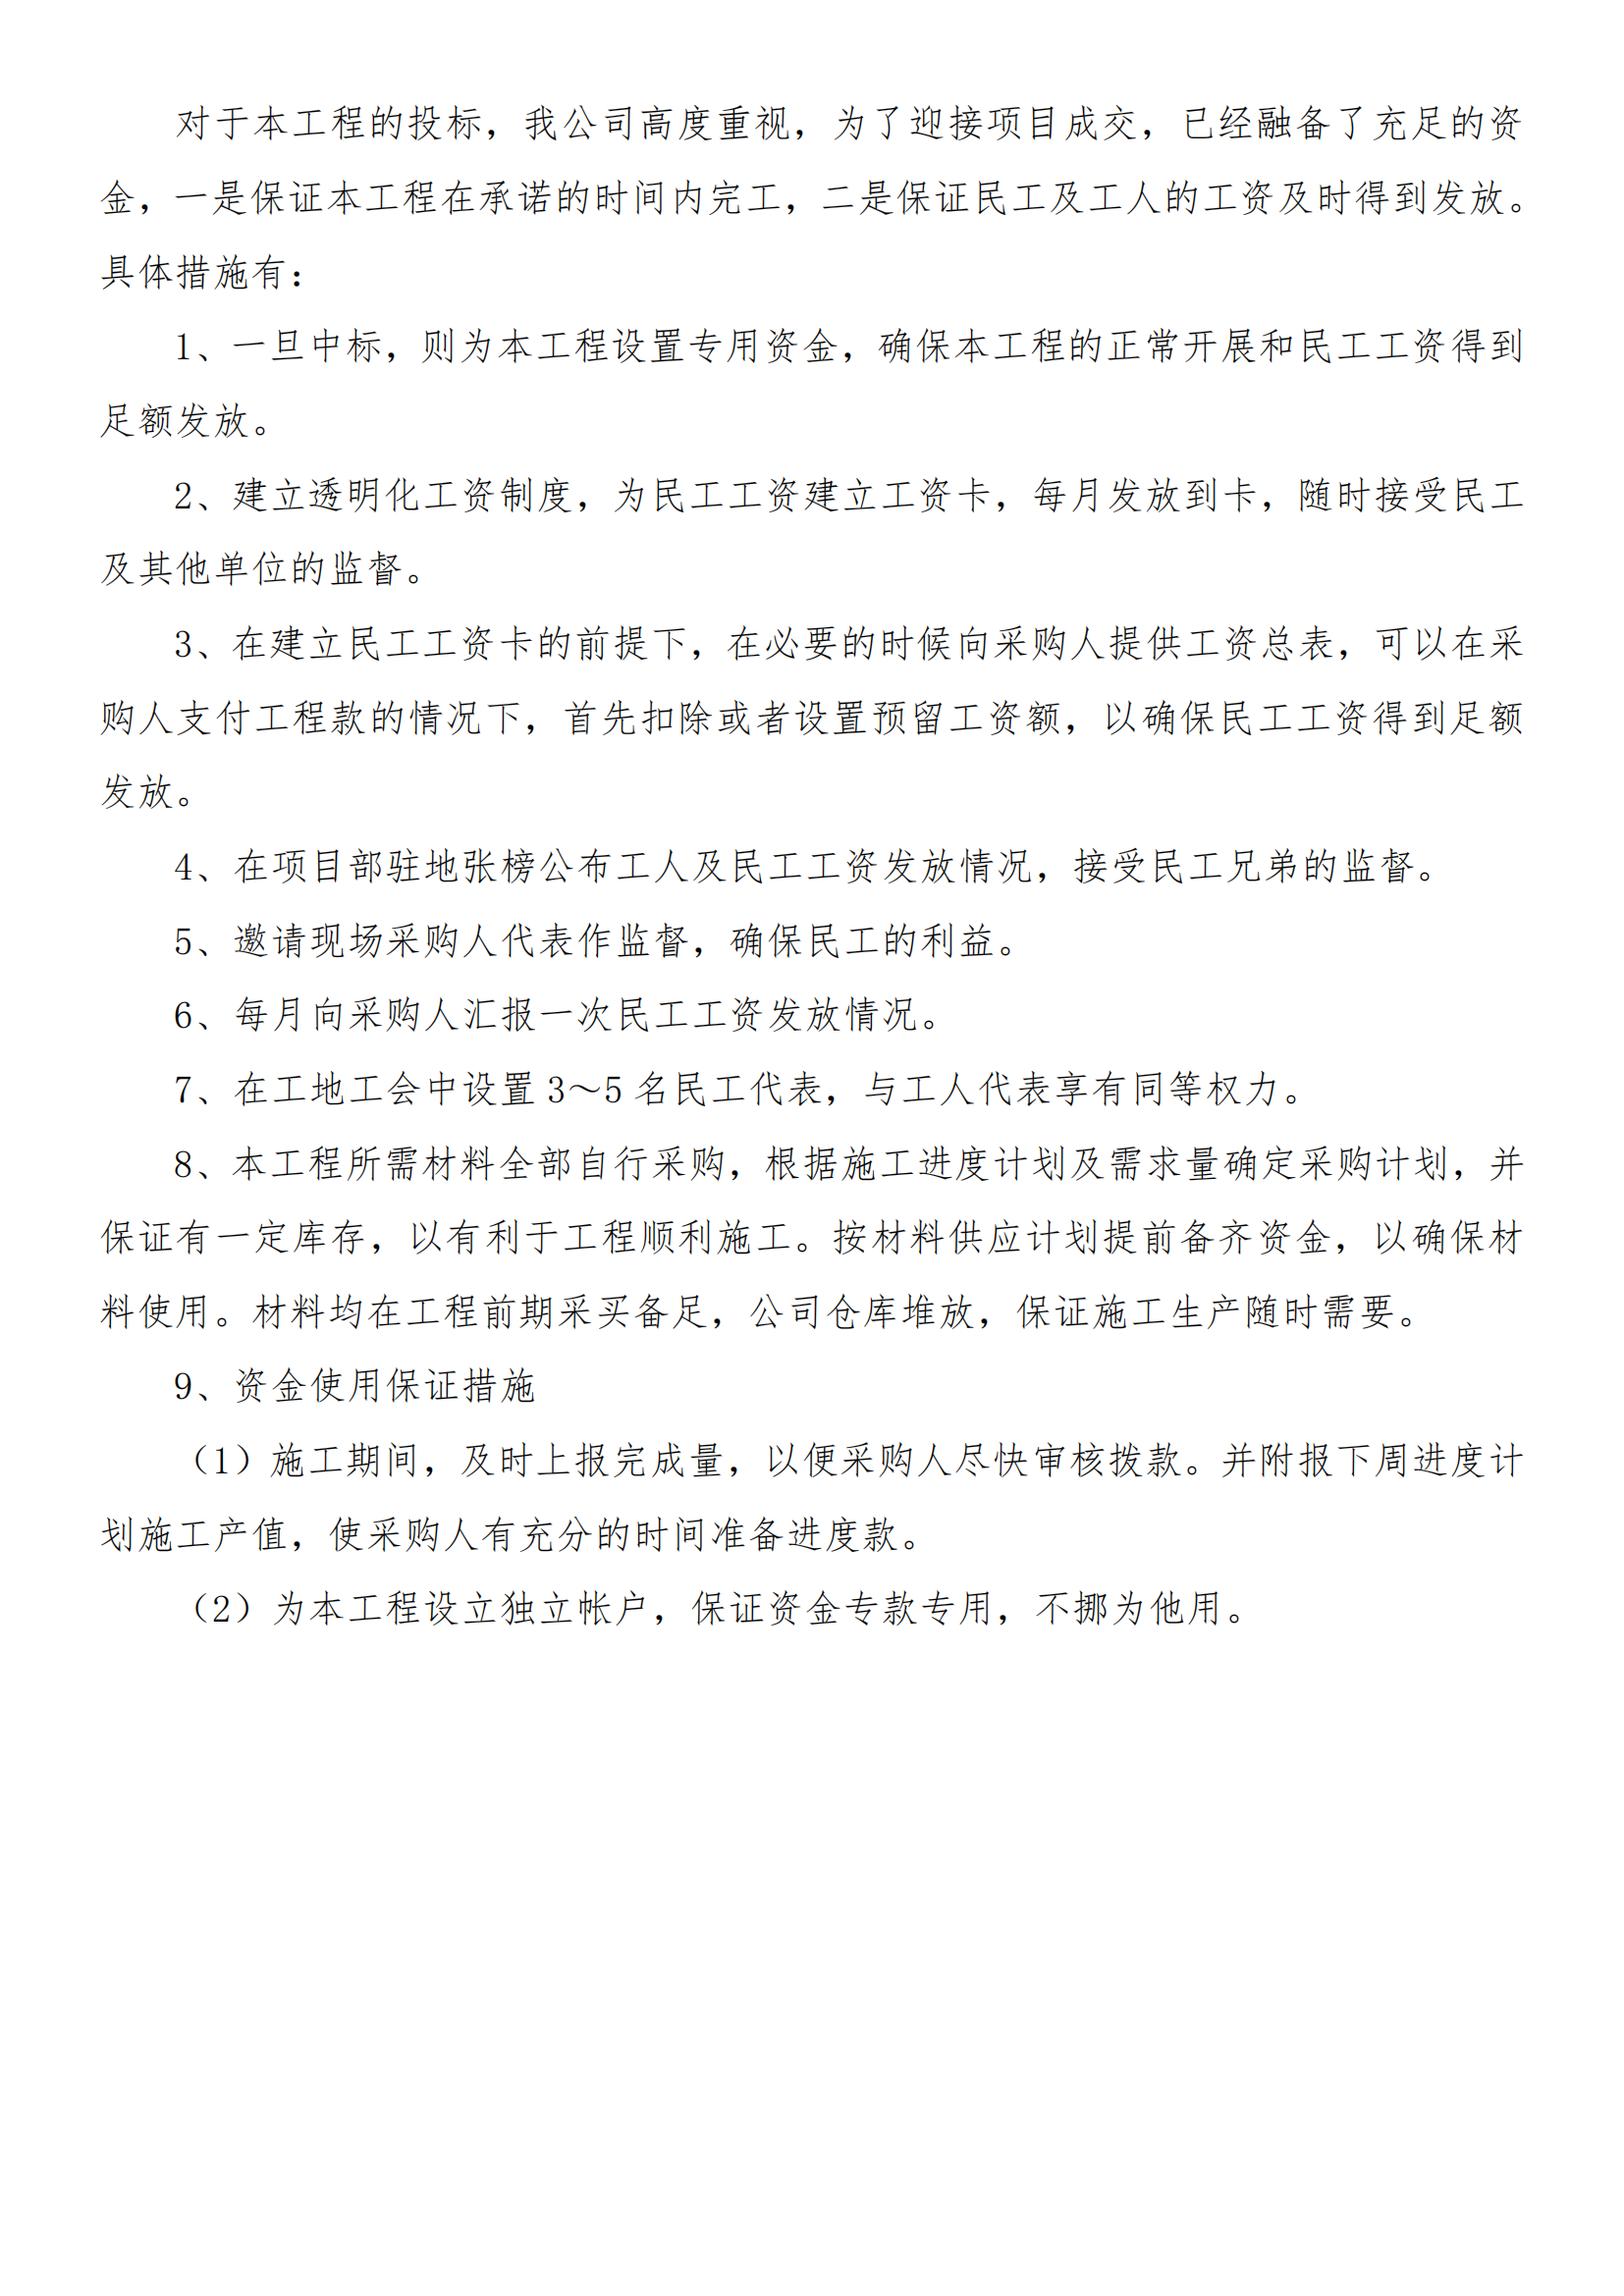 对于本工程的投标，我公司高度重视，为了迎接项目成交，已经融备了充足的资
金，一是保证本工程在承诺的时间内完工，二是保证民工及工人的工资及时得到发放。
具体措施有：
1、一旦中标，则为本工程设置专用资金，确保本工程的正常开展和民工工资得到
足额发放。
2、建立透明化工资制度，为民工工资建立工资卡，每月发放到卡，随时接受民工
及其他单位的监督。
3、在建立民工工资卡的前提下，在必要的时候向采购人提供工资总表，可以在采
购人支付工程款的情况下，首先扣除或者设置预留工资额，以确保民工工资得到足额
发放。
4、在项目部驻地张榜公布工人及民工工资发放情况，接受民工兄弟的监督。
5、邀请现场采购人代表作监督，确保民工的利益。
6、每月向采购人汇报一次民工工资发放情况。
7、在工地工会中设置 3～5 名民工代表，与工人代表享有同等权力。
8、本工程所需材料全部自行采购，根据施工进度计划及需求量确定采购计划，并
保证有一定库存，以有利于工程顺利施工。按材料供应计划提前备齐资金，以确保材
料使用。材料均在工程前期采买备足，公司仓库堆放，保证施工生产随时需要。
9、资金使用保证措施
（1）施工期间，及时上报完成量，以便采购人尽快审核拨款。并附报下周进度计
划施工产值，使采购人有充分的时间准备进度款。
（2）为本工程设立独立帐户，保证资金专款专用，不挪为他用。